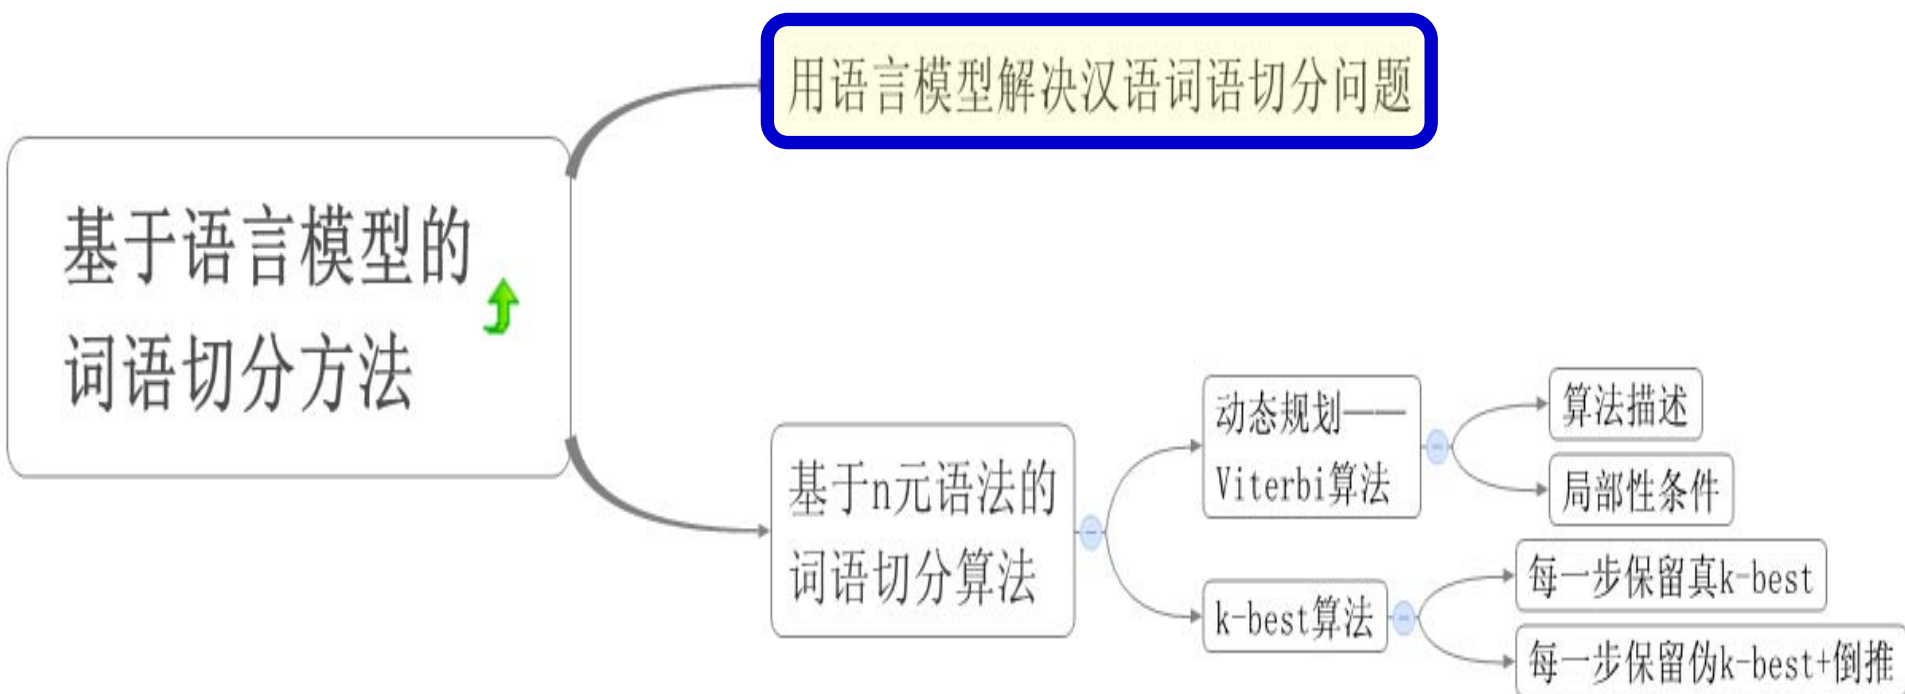 用语言模型解决汉语词语切分问题
基于语言模型的
词语切分方法
动态规划——
Viterbi算法
算法描述
局部性条件
基于n元语法的
词语切分算法
k-best算法
每一步保留真k-best
每一步保留伪k-best+倒推